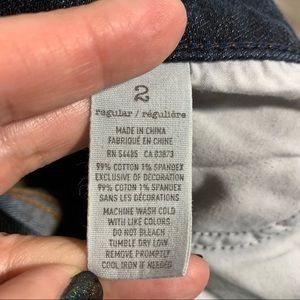 2
regular / régulière
MADE IN CHINA
FABRIQUÉ EN CHINE
RN 54485 CA 03873
99% COTTON 1% SPANDEX
EXCLUSIVE OF DECORATION
99% COTON 1% SPANDEX
SANS LES DÉCORATIONS
MACHINE WASH COLD
WITH LIKE COLORS
DO NOT BLEACH
TUMBLE DRY LOW
REMOVE PROMPTLY
COOL IRON IF NEEDED